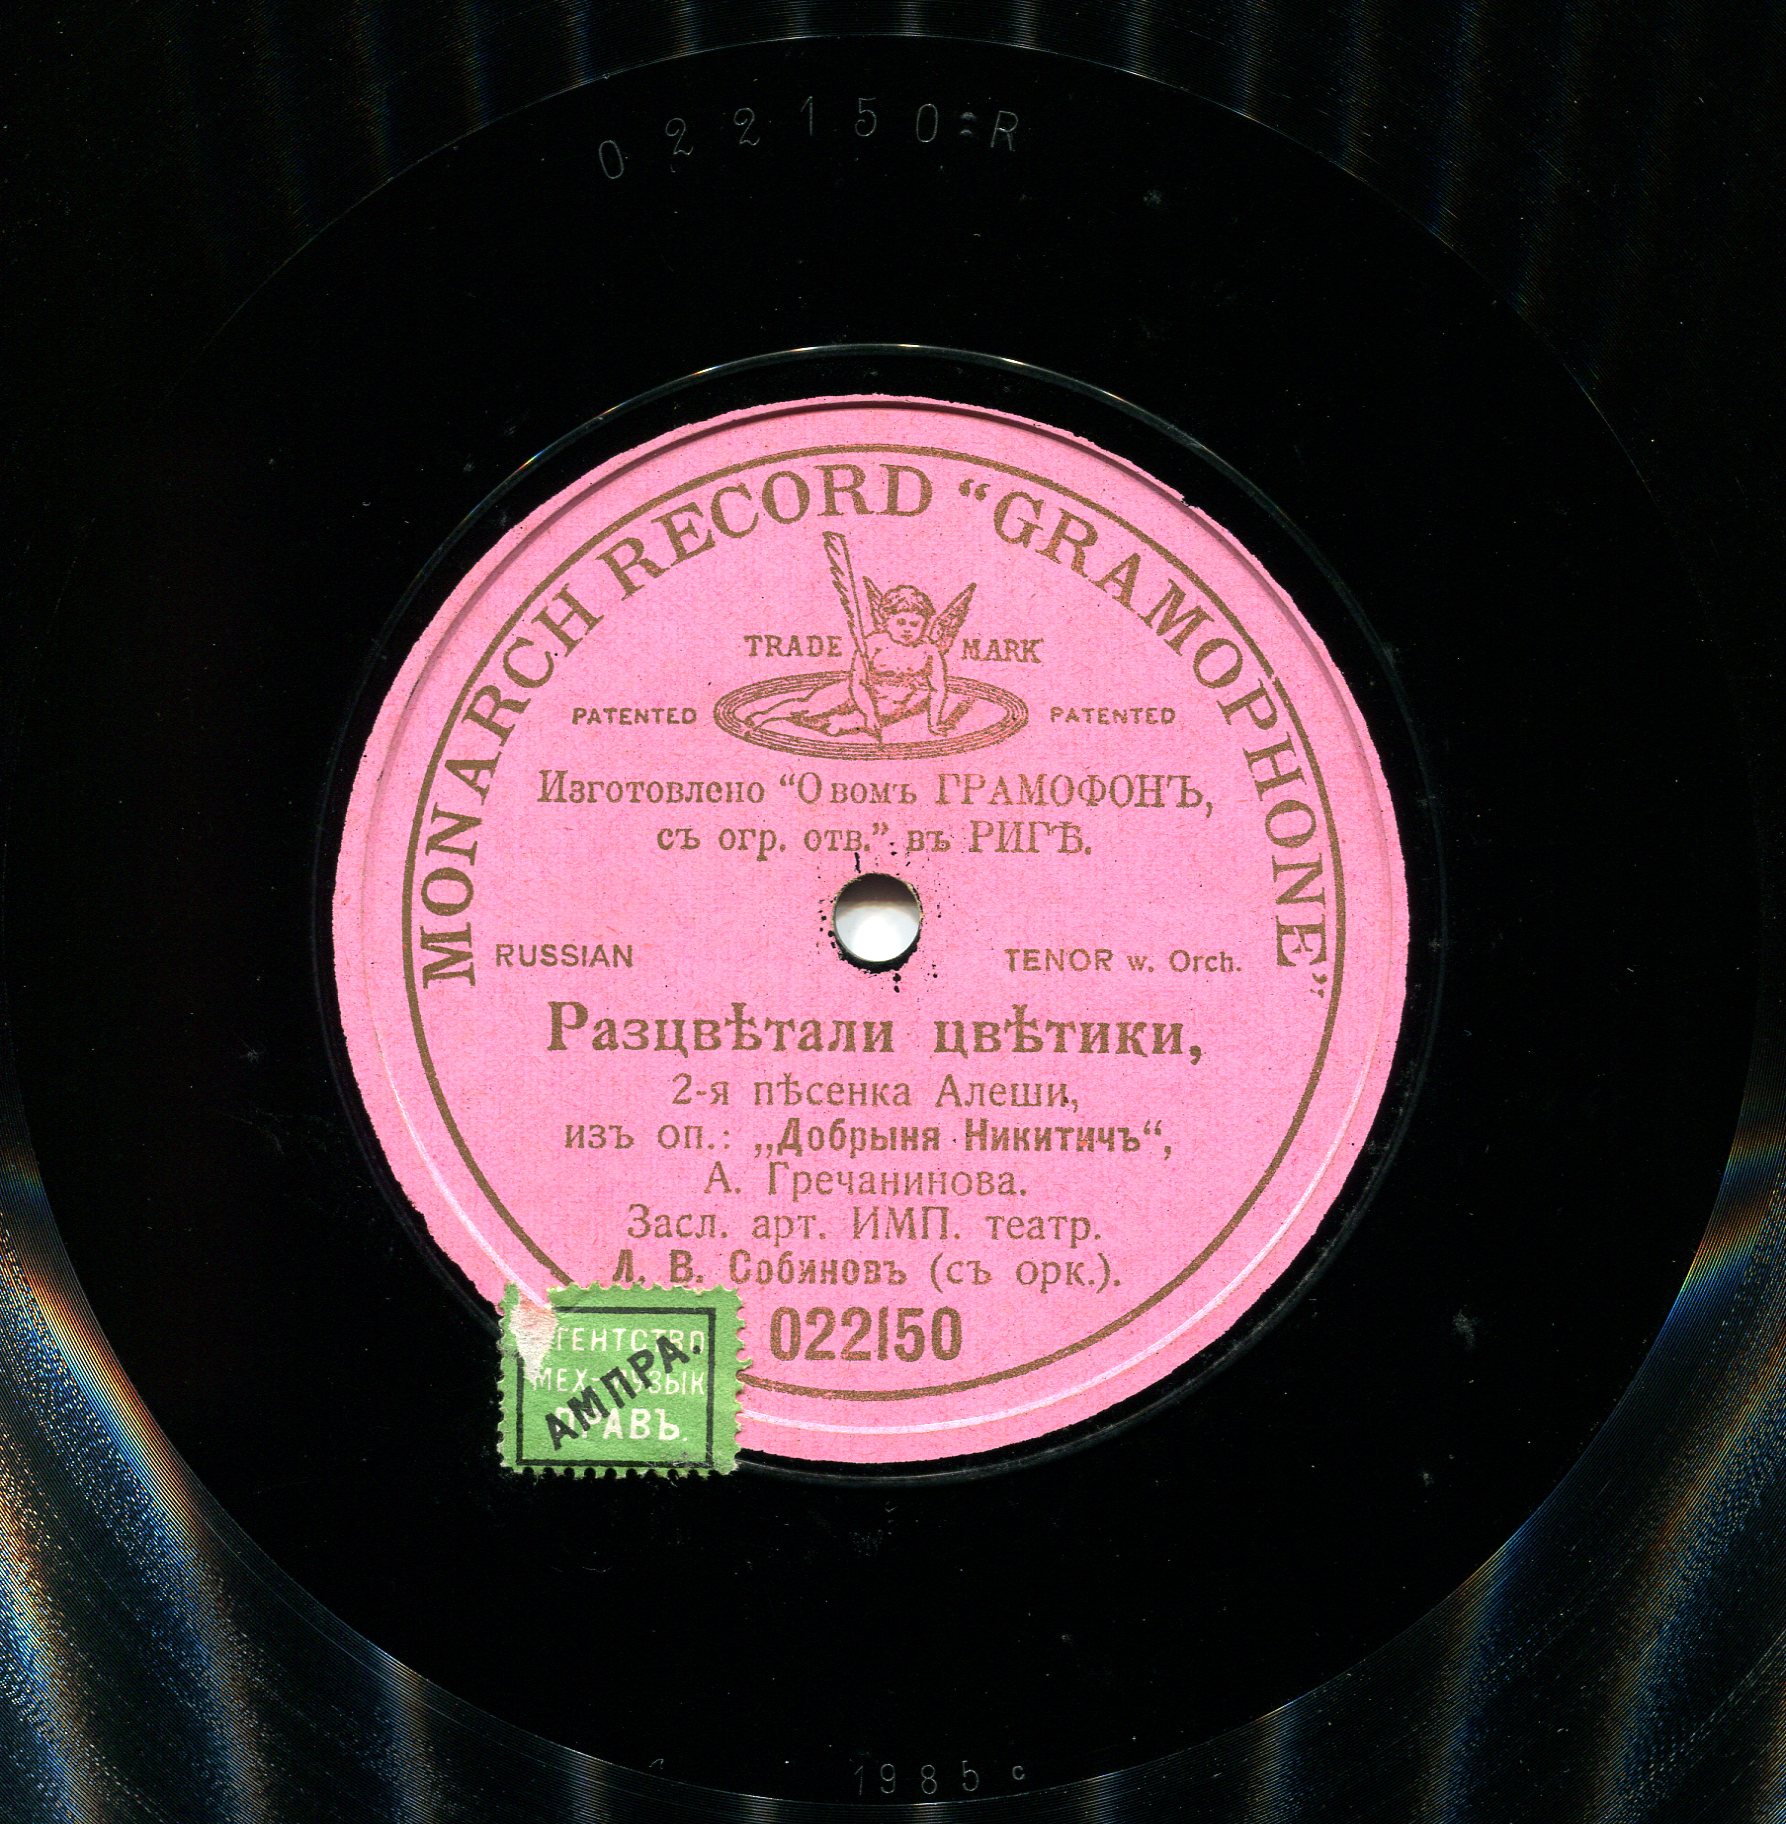 022150=R
MONARCH RECORD “GRAMOPHONE”
TRADE MARK
PATENTED PATENTED
Изготовлено “О вомъ ГРАМОФОНЪ,
съ огр. отв.” въ РИГѢ.
RUSSIAN TENOR w. Orch.
Разцвѣтали цвѣтики,
2-я пѣсенка Алеши,
изъ оп.: „Добрыня Никитичъ“,
А. Гречанинова.
Засл. арт. ИМП. театр.
Л. В. Собиновъ (съ орк.).
022150
МЕХ-
АМПРА.
1985 c